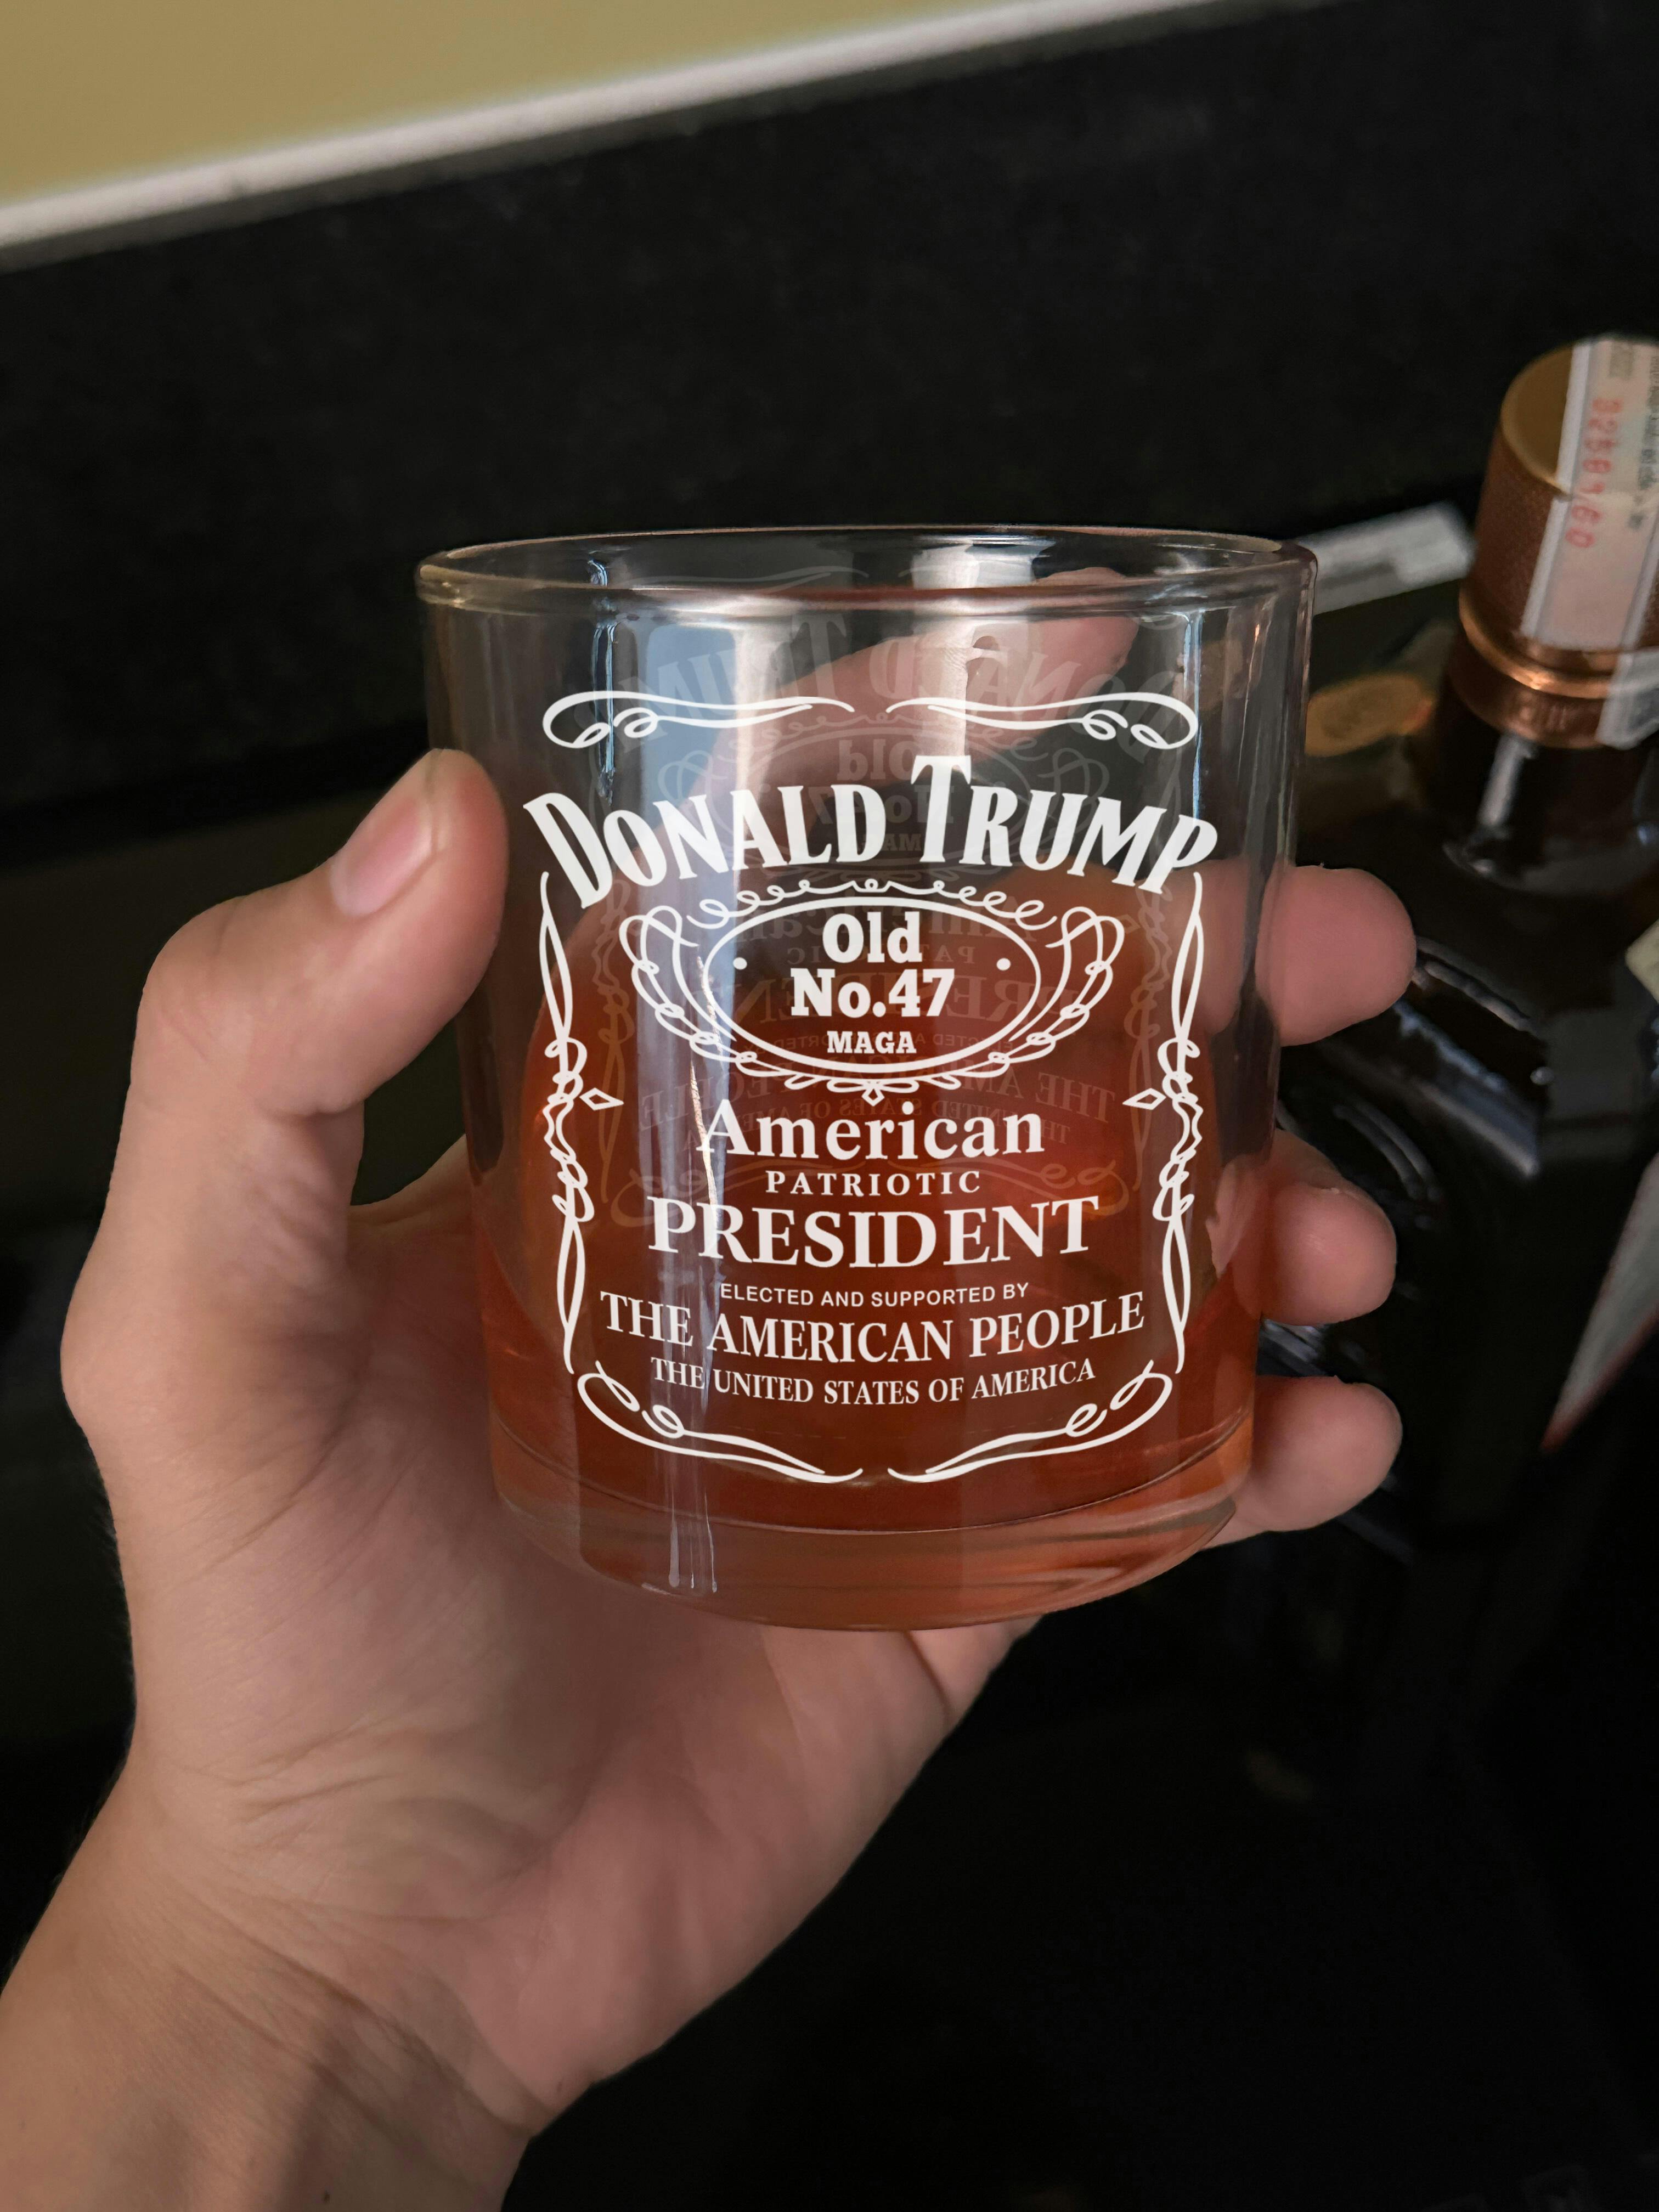 DONALD TRUMP
Old
No.47
MAGA
American
PATRIOTIC
PRESIDENT
ELECTED AND SUPPORTED BY
THE AMERICAN PEOPLE
THE UNITED STATES OF AMERICA